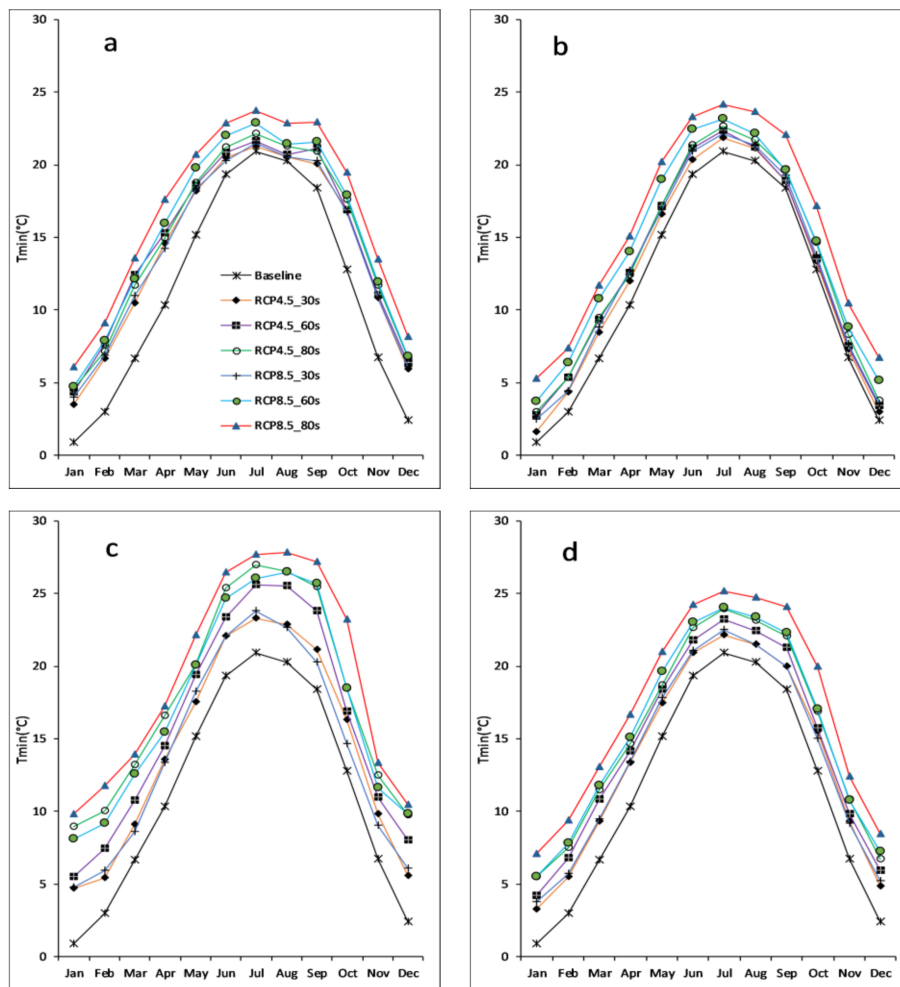 a
Tmin(°C)
30
25
20
15
10
5
0
Baseline
RCP4.5_30s
RCP4.5_60s
RCP4.5_80s
RCP8.5_30s
RCP8.5_60s
RCP8.5_80s
Jan Feb Mar Apr May Jun Jul Aug Sep Oct Nov Dec
b
Tmin(°C)
30
25
20
15
10
5
0
Jan Feb Mar Apr May Jun Jul Aug Sep Oct Nov Dec
c
Tmin(°C)
30
25
20
15
10
5
0
Jan Feb Mar Apr May Jun Jul Aug Sep Oct Nov Dec
d
Tmin(°C)
30
25
20
15
10
5
0
Jan Feb Mar Apr May Jun Jul Aug Sep Oct Nov Dec